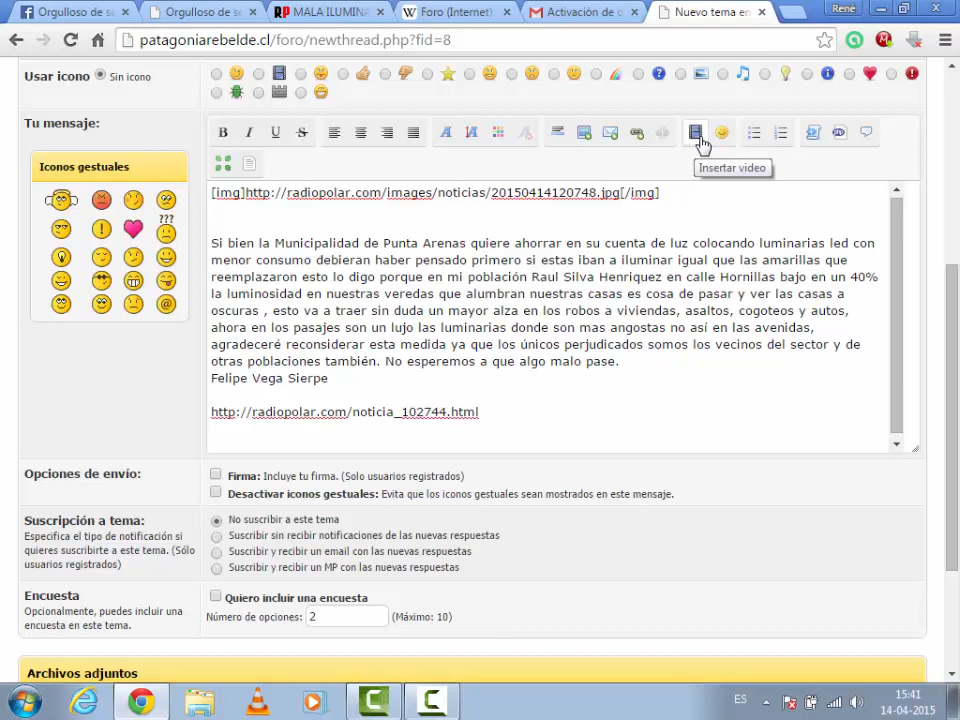 Orgulloso de s
Orgulloso de se
RP MALA ILUMIN
Foro (Internet)
Activación de c
Nuevo tema en
René
patagoniarebelde.cl/foro/newthread.php?fid=8
Usar icono
Sin icono
Tu mensaje:
Iconos gestuales
Insertar video
[img]http://radiopolar.com/images/noticias/20150414120748.jpg[/img]
Si bien la Municipalidad de Punta Arenas quiere ahorrar en su cuenta de luz colocando luminarias led con
menor consumo debieran haber pensado primero si estas iban a iluminar igual que las amarillas que
reemplazaron esto lo digo porque en mi población Raul Silva Henriquez en calle Hornillas bajo en un 40%
la luminosidad en nuestras veredas que alumbran nuestras casas es cosa de pasar y ver las casas a
oscuras , esto va a traer sin duda un mayor alza en los robos a viviendas, asaltos, cogoteos y autos,
ahora en los pasajes son un lujo las luminarias donde son mas angostas no así en las avenidas,
agradeceré reconsiderar esta medida ya que los únicos perjudicados somos los vecinos del sector y de
otras poblaciones también. No esperemos a que algo malo pase.
Felipe Vega Sierpe
http://radiopolar.com/noticia_102744.html
Opciones de envío:
Firma: Incluye tu firma. (Solo usuarios registrados)
Desactivar iconos gestuales: Evita que los iconos gestuales sean mostrados en este mensaje.
Suscripción a tema:
Especifica el tipo de notificación si
quieres suscribirte a este tema. (Sólo
usuarios registrados)
No suscribir a este tema
Suscribir sin recibir notificaciones de las nuevas respuestas
Suscribir y recibir un email con las nuevas respuestas
Suscribir y recibir un MP con las nuevas respuestas
Encuesta
Opcionalmente, puedes incluir una
encuesta en este tema.
Quiero incluir una encuesta
Número de opciones: 2 (Máximo: 10)
Archivos adjuntos
ES
15:41
14-04-2015